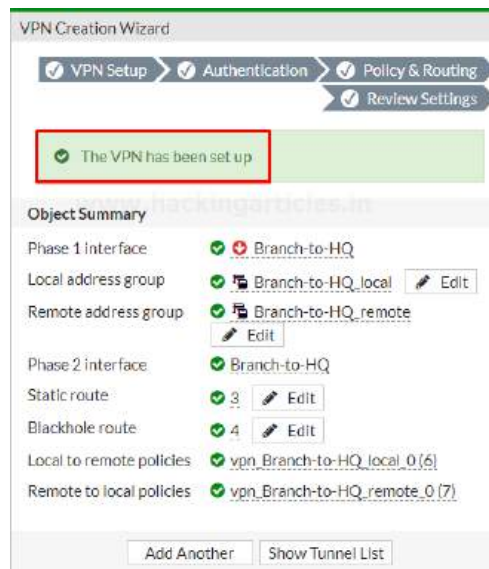 VPN Creation Wizard
VPN Setup
Authentication
Policy & Routing
Review Settings
The VPN has been set up
www.hackingarticles.in
Object Summary
Phase 1 interface Branch-to-HQ
Local address group Branch-to-HQ_local Edit
Remote address group Branch-to-HQ_remote
Edit
Phase 2 interface Branch-to-HQ
Static route 3 Edit
Blackhole route 4 Edit
Local to remote policies vpn_Branch-to-HQ_local_0 (6)
Remote to local policies vpn_Branch-to-HQ_remote_0 (7)
Add Another Show Tunnel List